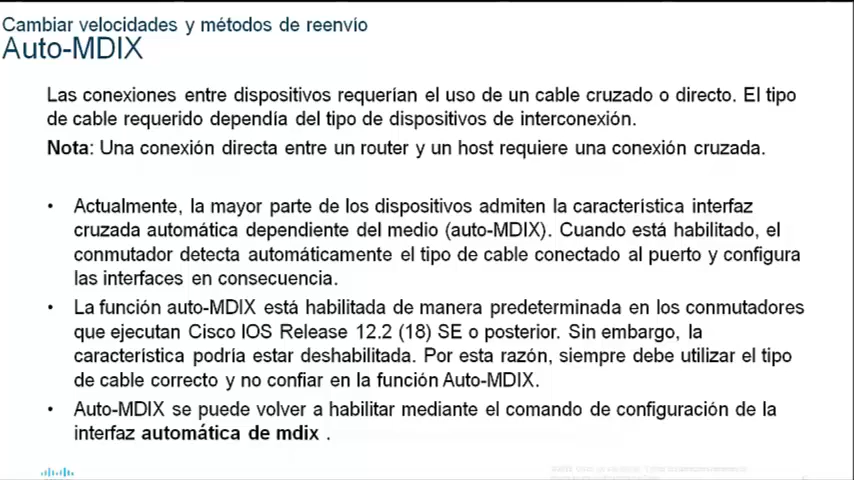 Cambiar velocidades y métodos de reenvío
Auto-MDIX
Las conexiones entre dispositivos requerían el uso de un cable cruzado o directo. El tipo
de cable requerido dependía del tipo de dispositivos de interconexión.
Nota: Una conexión directa entre un router y un host requiere una conexión cruzada.
• Actualmente, la mayor parte de los dispositivos admiten la característica interfaz
cruzada automática dependiente del medio (auto-MDIX). Cuando está habilitado, el
conmutador detecta automáticamente el tipo de cable conectado al puerto y configura
las interfaces en consecuencia.
• La función auto-MDIX está habilitada de manera predeterminada en los conmutadores
que ejecutan Cisco IOS Release 12.2 (18) SE o posterior. Sin embargo, la
característica podría estar deshabilitada. Por esta razón, siempre debe utilizar el tipo
de cable correcto y no confiar en la función Auto-MDIX.
• Auto-MDIX se puede volver a habilitar mediante el comando de configuración de la
interfaz automática de mdix .